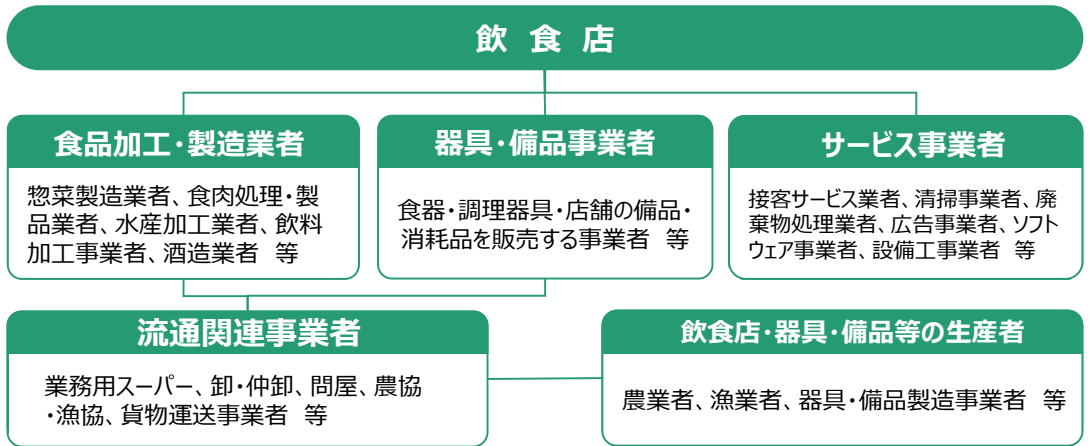 飲食店
食品加工・製造業者
惣菜製造業者、食肉処理・製
品業者、水産加工業者、飲料
加工事業者、酒造業者 等
器具・備品事業者
食器・調理器具・店舗の備品・
消耗品を販売する事業者 等
サービス事業者
接客サービス業者、清掃事業者、廃
棄物処理業者、広告事業者、ソフト
ウェア事業者、設備工事業者 等
流通関連事業者
業務用スーパー、卸・仲卸、問屋、農協
・漁協、貨物運送事業者 等
飲食店・器具・備品等の生産者
農業者、漁業者、器具・備品製造事業者 等